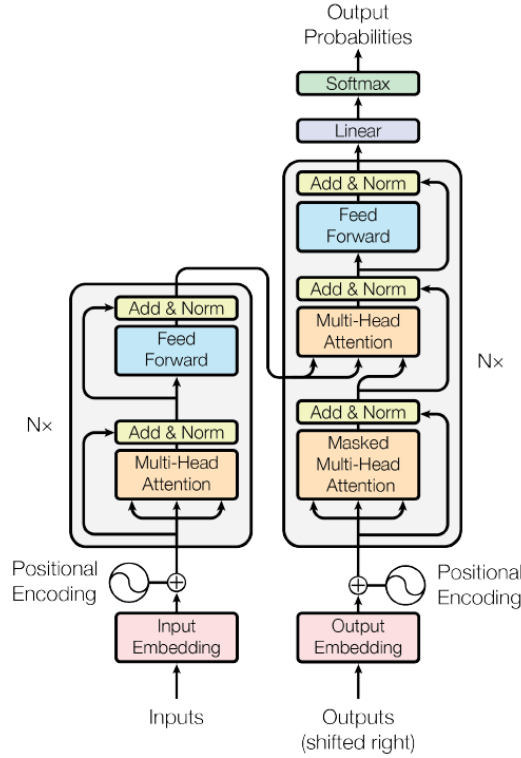 Output
Probabilities
Softmax
Linear
Add & Norm
Feed
Forward
Add & Norm
Multi-Head
Attention
Add & Norm
Masked
Multi-Head
Attention
N×
Add & Norm
Feed
Forward
N×
Add & Norm
Multi-Head
Attention
Positional
Encoding
Positional
Encoding
Input
Embedding
Output
Embedding
Inputs
Outputs
(shifted right)